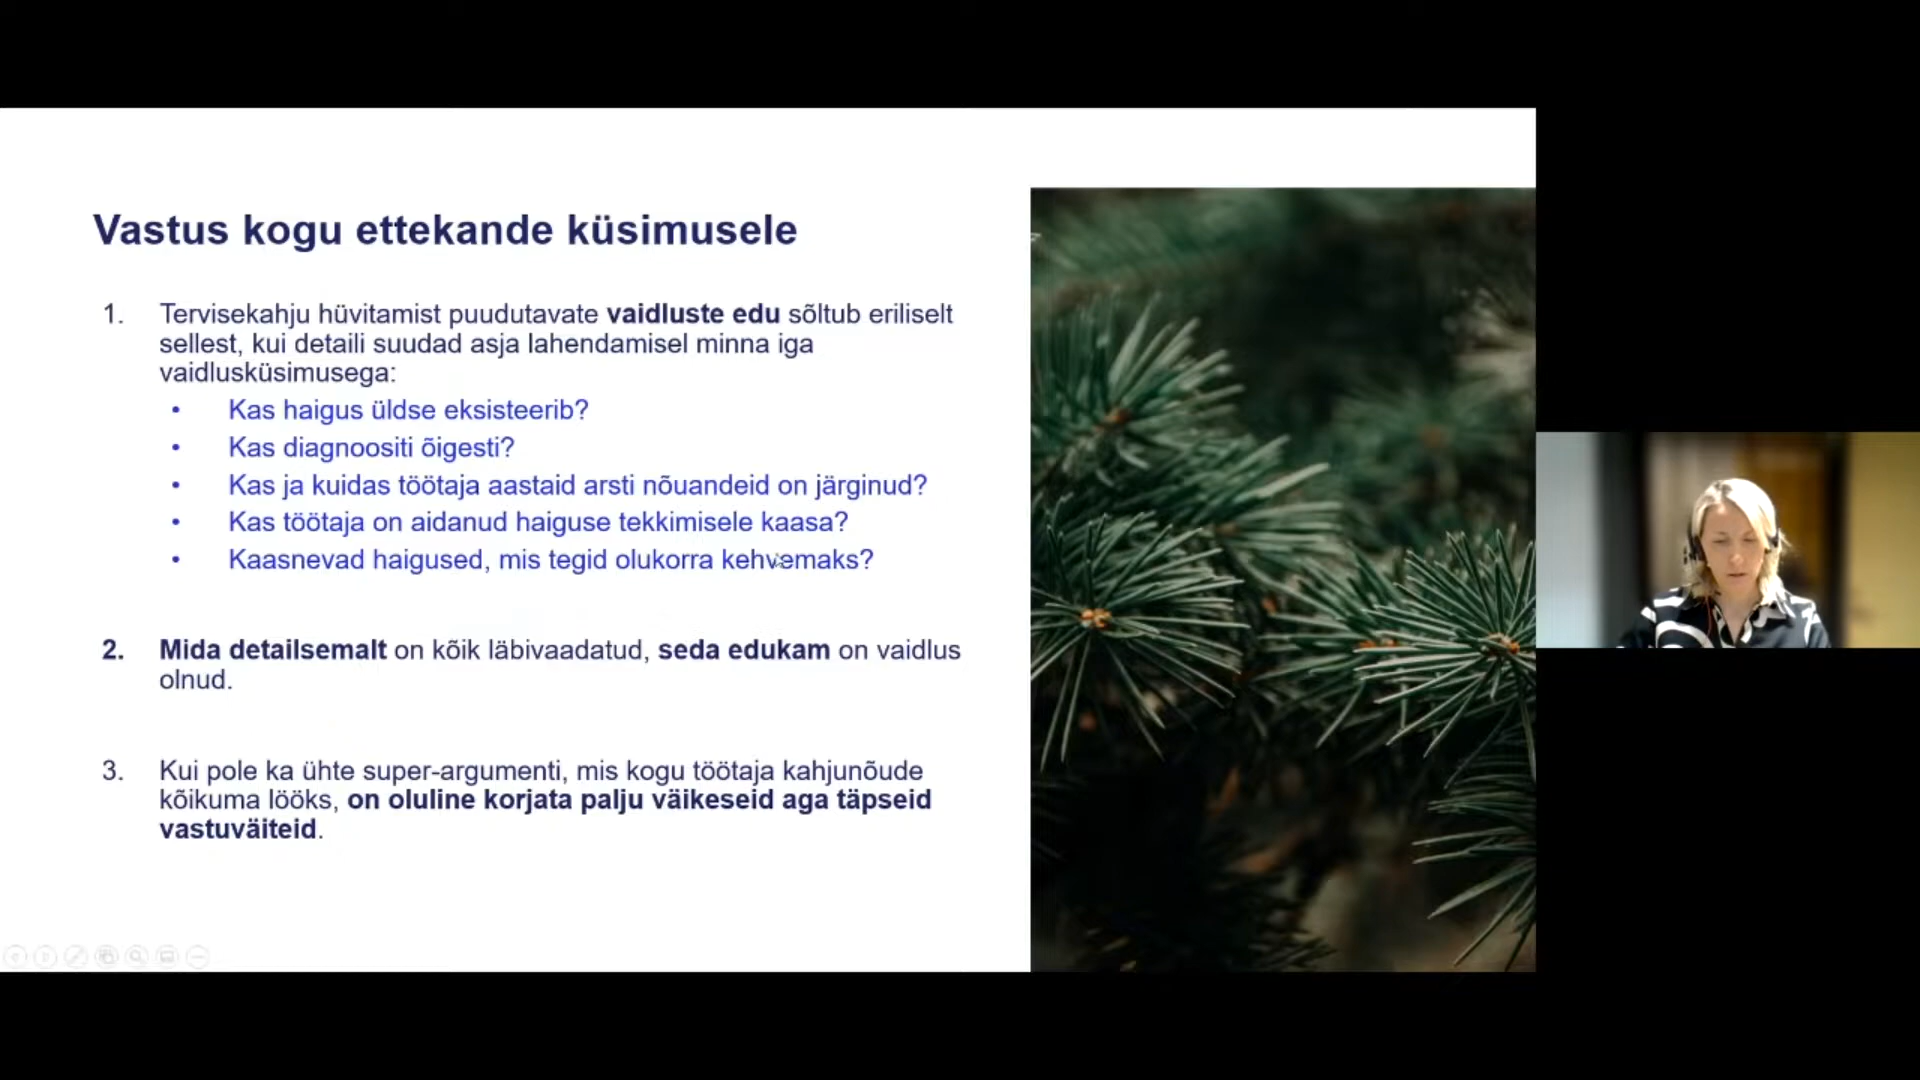 Vastus kogu ettekande küsimusele
1. Tervisekahju hüvitamist puudutavate vaidluste edu sõltub eriliselt
sellest, kui detaili suudad asja lahendamisel minna iga
vaidlusküsimusega:
• Kas haigus üldse eksisteerib?
• Kas diagnoositi õigesti?
• Kas ja kuidas töötaja aastaid arsti nõuandeid on järginud?
• Kas töötaja on aidanud haiguse tekkimisele kaasa?
• Kaasnevad haigused, mis tegid olukorra kehvemaks?
2. Mida detailsemalt on kõik läbivaadatud, seda edukam on vaidlus
olnud.
3. Kui pole ka ühte super-argumenti, mis kogu töötaja kahjunõude
kõikuma lööks, on oluline korjata palju väikeseid aga täpseid
vastuväiteid.